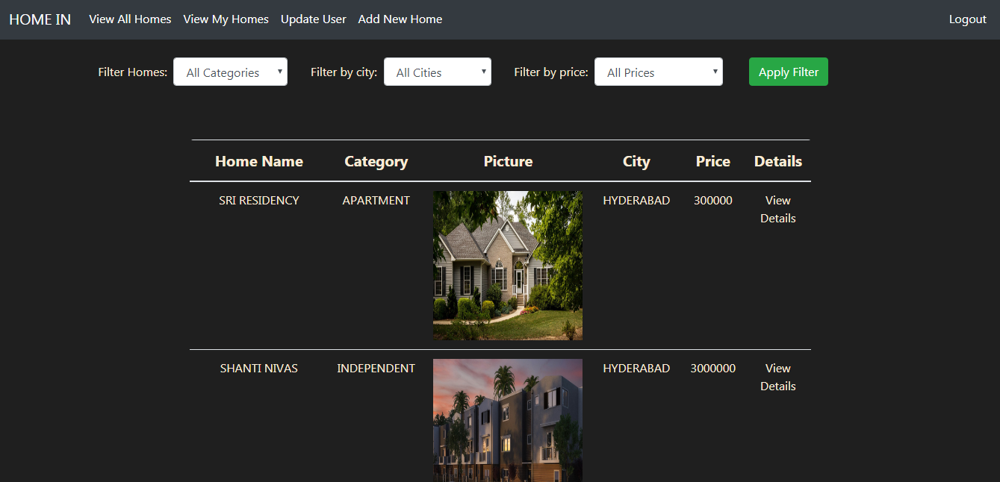 HOME IN View All Homes View My Homes Update User Add New Home Logout
Filter Homes: All Categories Filter by city: All Cities Filter by price: All Prices Apply Filter
Home Name Category Picture City Price Details
SRI RESIDENCY APARTMENT HYDERABAD 300000 View
Details
SHANTI NIVAS INDEPENDENT HYDERABAD 3000000 View
Details